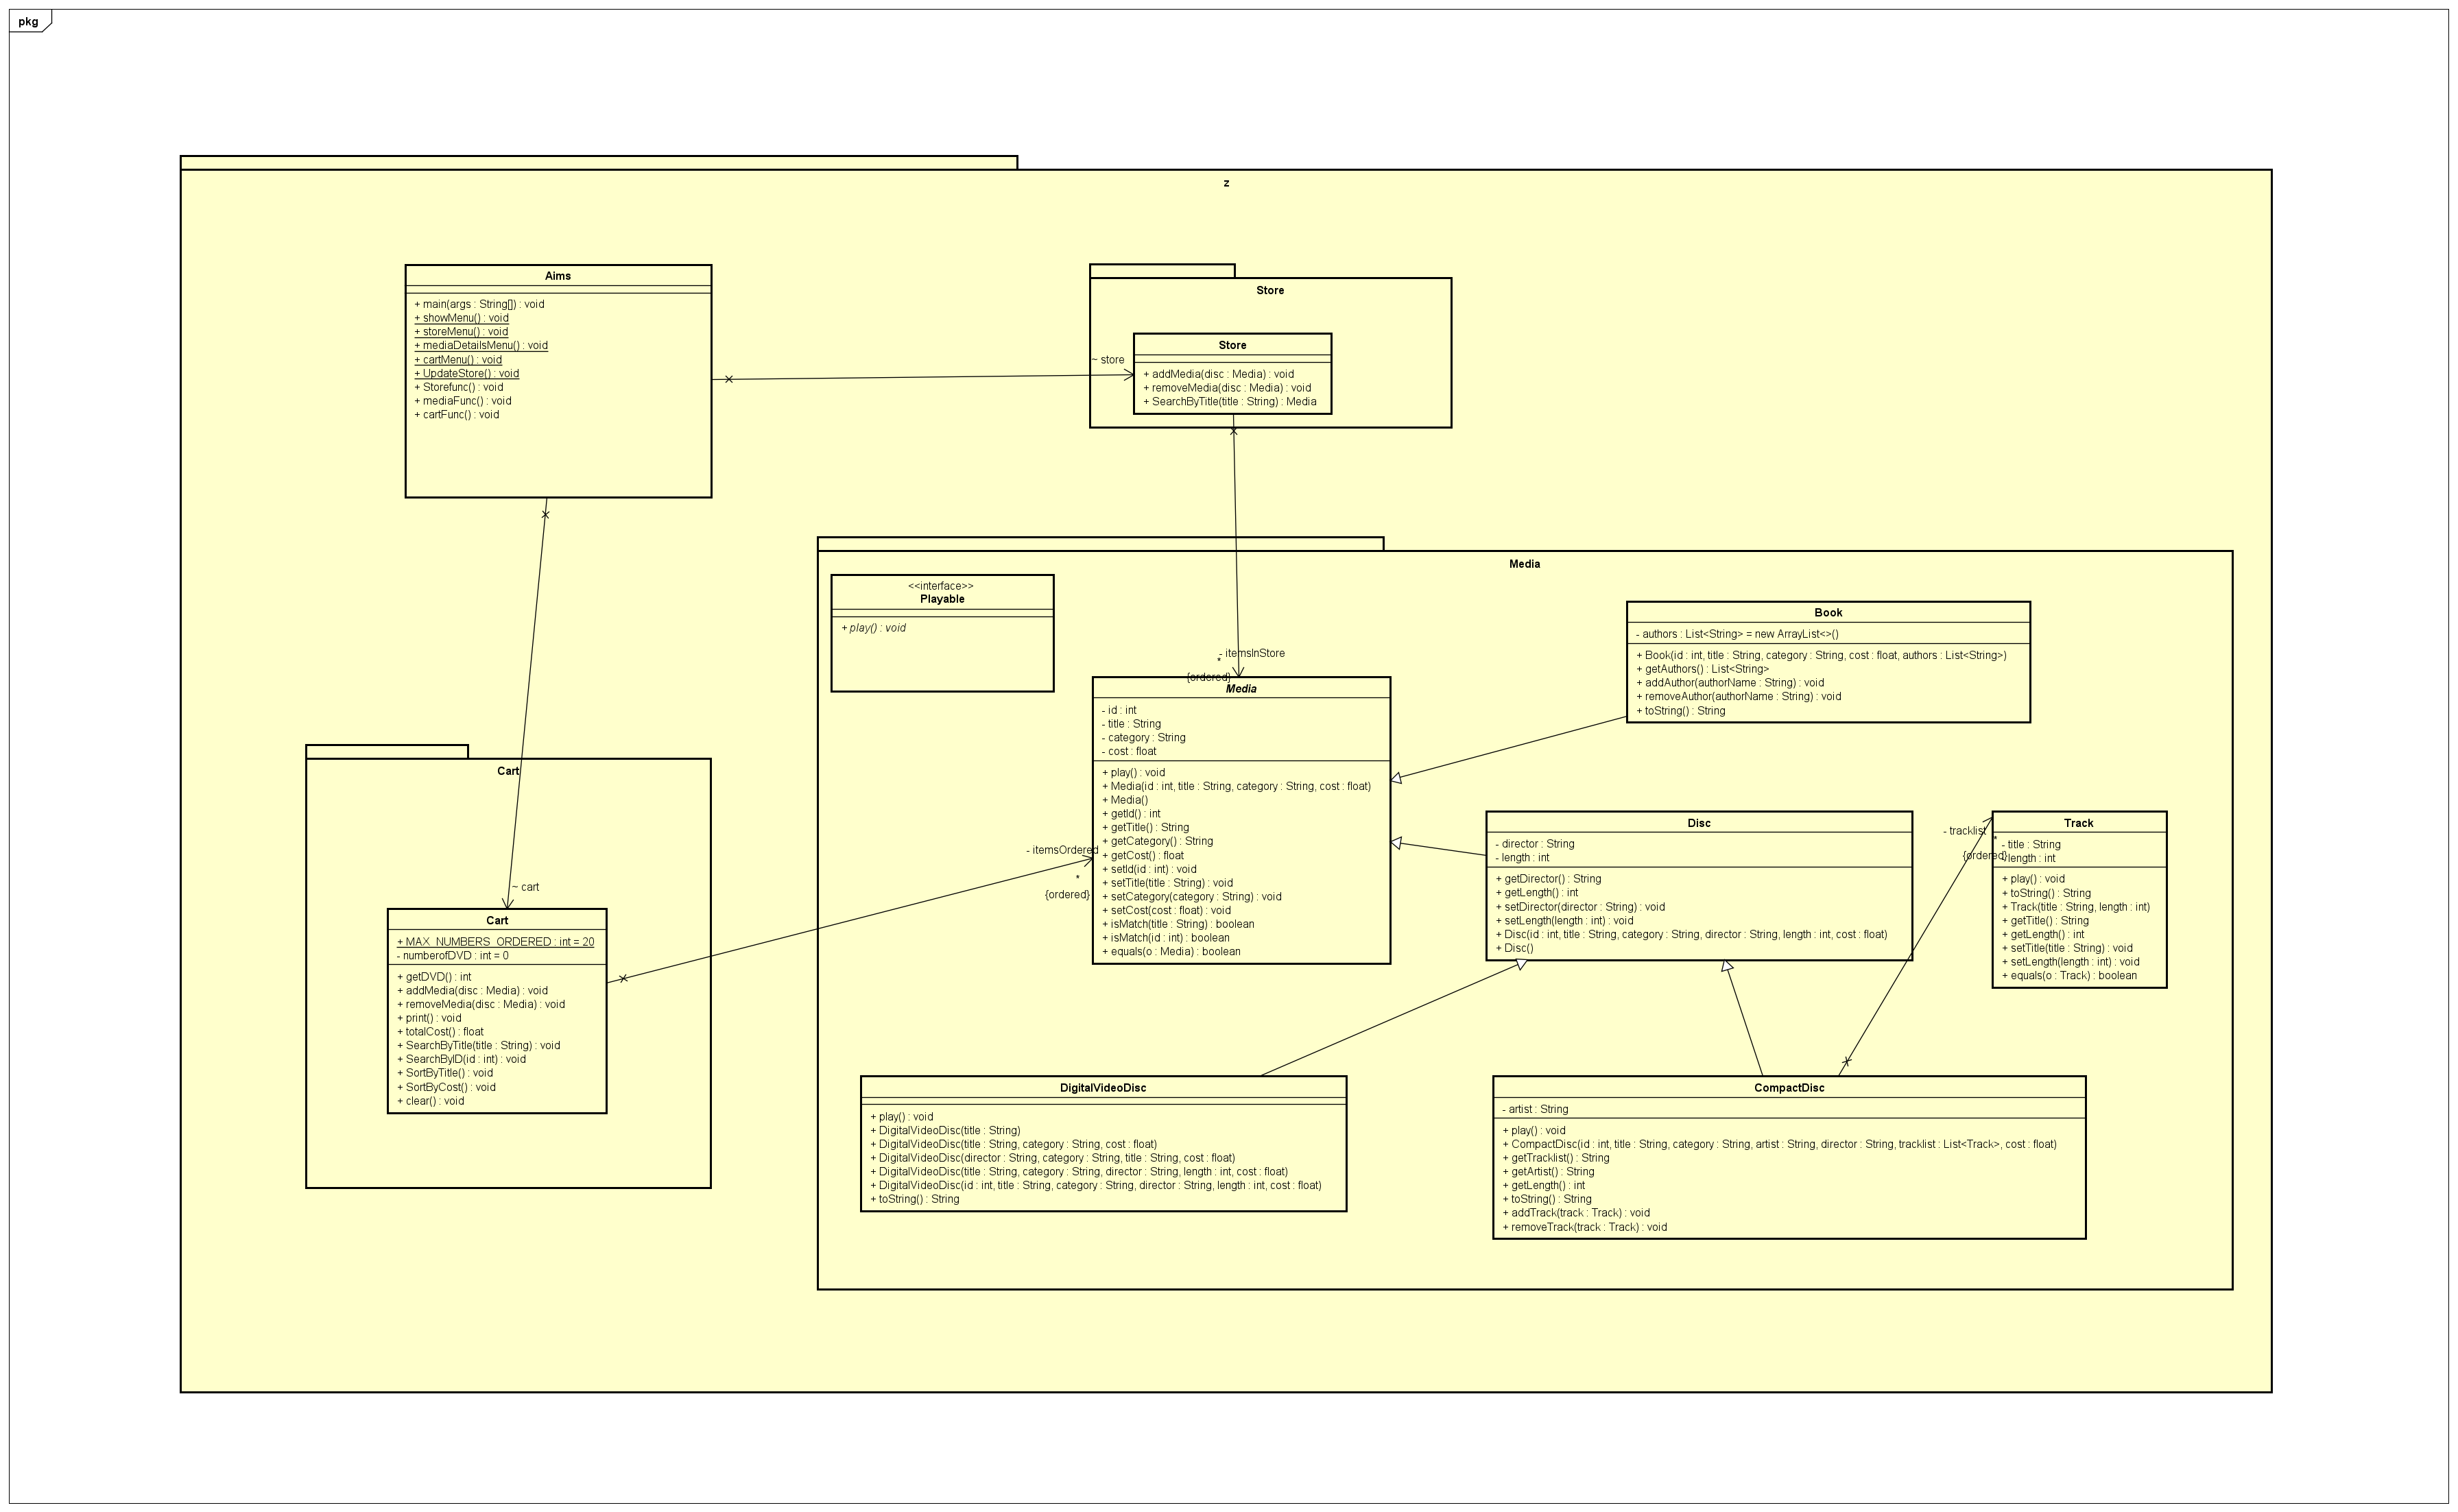 pkg
z
Aims
+ main(args : String[]) : void
+ showMenu() : void
+ storeMenu() : void
+ mediaDetailsMenu() : void
+ cartMenu() : void
+ UpdateStore() : void
+ Storefunc() : void
+ mediaFunc() : void
+ cartFunc() : void
Store
~ store
Store
+ addMedia(disc : Media) : void
+ removeMedia(disc : Media) : void
+ SearchByTitle(title : String) : Media
Media
<<interface>>
Playable
+ play() : void
- itemsInStore
*
{ordered}
Media
- id : int
- title : String
- category : String
- cost : float
+ play() : void
+ Media(id : int, title : String, category : String, cost : float)
+ Media()
+ getId() : int
+ getTitle() : String
+ getCategory() : String
+ getCost() : float
+ setId(id : int) : void
+ setTitle(title : String) : void
+ setCategory(category : String) : void
+ setCost(cost : float) : void
+ isMatch(title : String) : boolean
+ isMatch(id : int) : boolean
+ equals(o : Media) : boolean
Book
- authors : List<String> = new ArrayList<>()
+ Book(id : int, title : String, category : String, cost : float, authors : List<String>)
+ getAuthors() : List<String>
+ addAuthor(authorName : String) : void
+ removeAuthor(authorName : String) : void
+ toString() : String
Disc
- director : String
- length : int
+ getDirector() : String
+ getLength() : int
+ setDirector(director : String) : void
+ setLength(length : int) : void
+ Disc(id : int, title : String, category : String, director : String, length : int, cost : float)
+ Disc()
- tracklist
*
{ordered}
Track
- title : String
- length : int
+ play() : void
+ toString() : String
+ Track(title : String, length : int)
+ getTitle() : String
+ getLength() : int
+ setTitle(title : String) : void
+ setLength(length : int) : void
+ equals(o : Track) : boolean
Cart
~ cart
- itemsOrdered
*
{ordered}
Cart
+ MAX_NUMBERS_ORDERED : int = 20
- numberofDVD : int = 0
+ getDVD() : int
+ addMedia(disc : Media) : void
+ removeMedia(disc : Media) : void
+ print() : void
+ totalCost() : float
+ SearchByTitle(title : String) : void
+ SearchByID(id : int) : void
+ SortByTitle() : void
+ SortByCost() : void
+ clear() : void
DigitalVideoDisc
+ play() : void
+ DigitalVideoDisc(title : String)
+ DigitalVideoDisc(title : String, category : String, cost : float)
+ DigitalVideoDisc(director : String, category : String, title : String, cost : float)
+ DigitalVideoDisc(title : String, category : String, director : String, length : int, cost : float)
+ DigitalVideoDisc(id : int, title : String, category : String, director : String, length : int, cost : float)
+ toString() : String
CompactDisc
- artist : String
+ play() : void
+ CompactDisc(id : int, title : String, category : String, artist : String, director : String, tracklist : List<Track>, cost : float)
+ getTracklist() : String
+ getArtist() : String
+ getLength() : int
+ toString() : String
+ addTrack(track : Track) : void
+ removeTrack(track : Track) : void